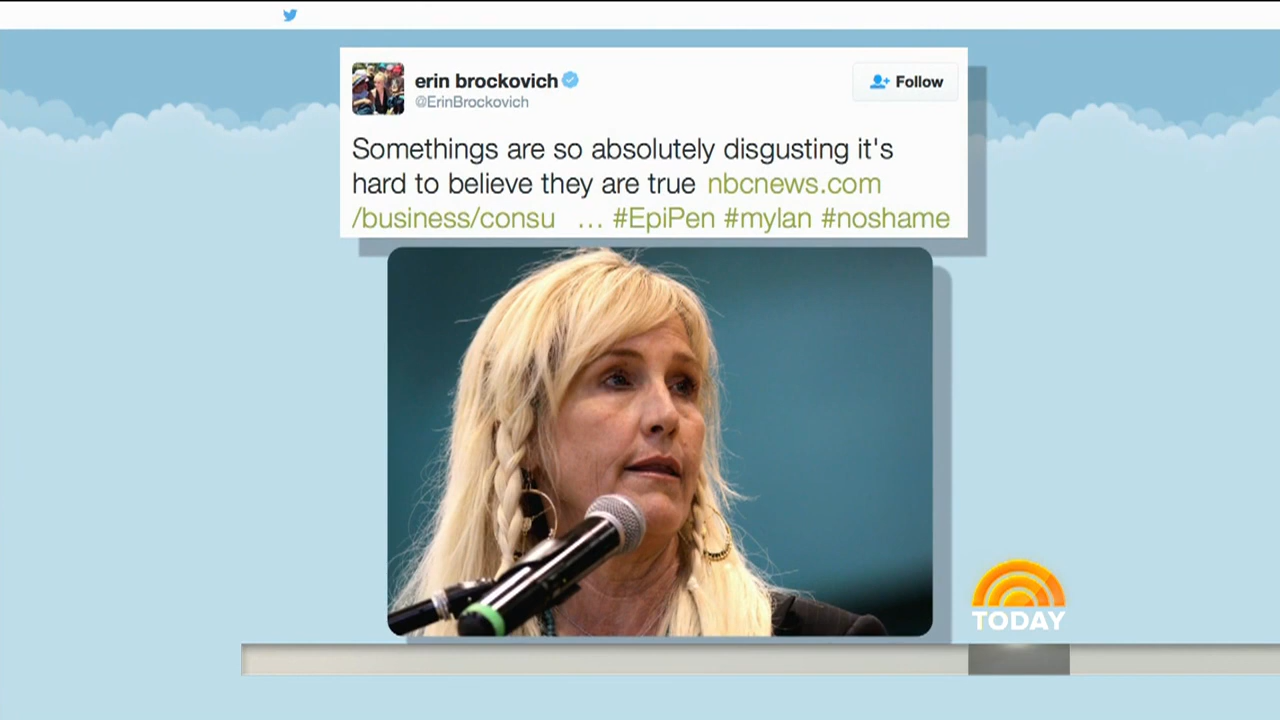 erin brockovich
@ErinBrockovich
Follow
Somethings are so absolutely disgusting it's
hard to believe they are true nbcnews.com
/business/consu ... #EpiPen #mylan #noshame
TODAY